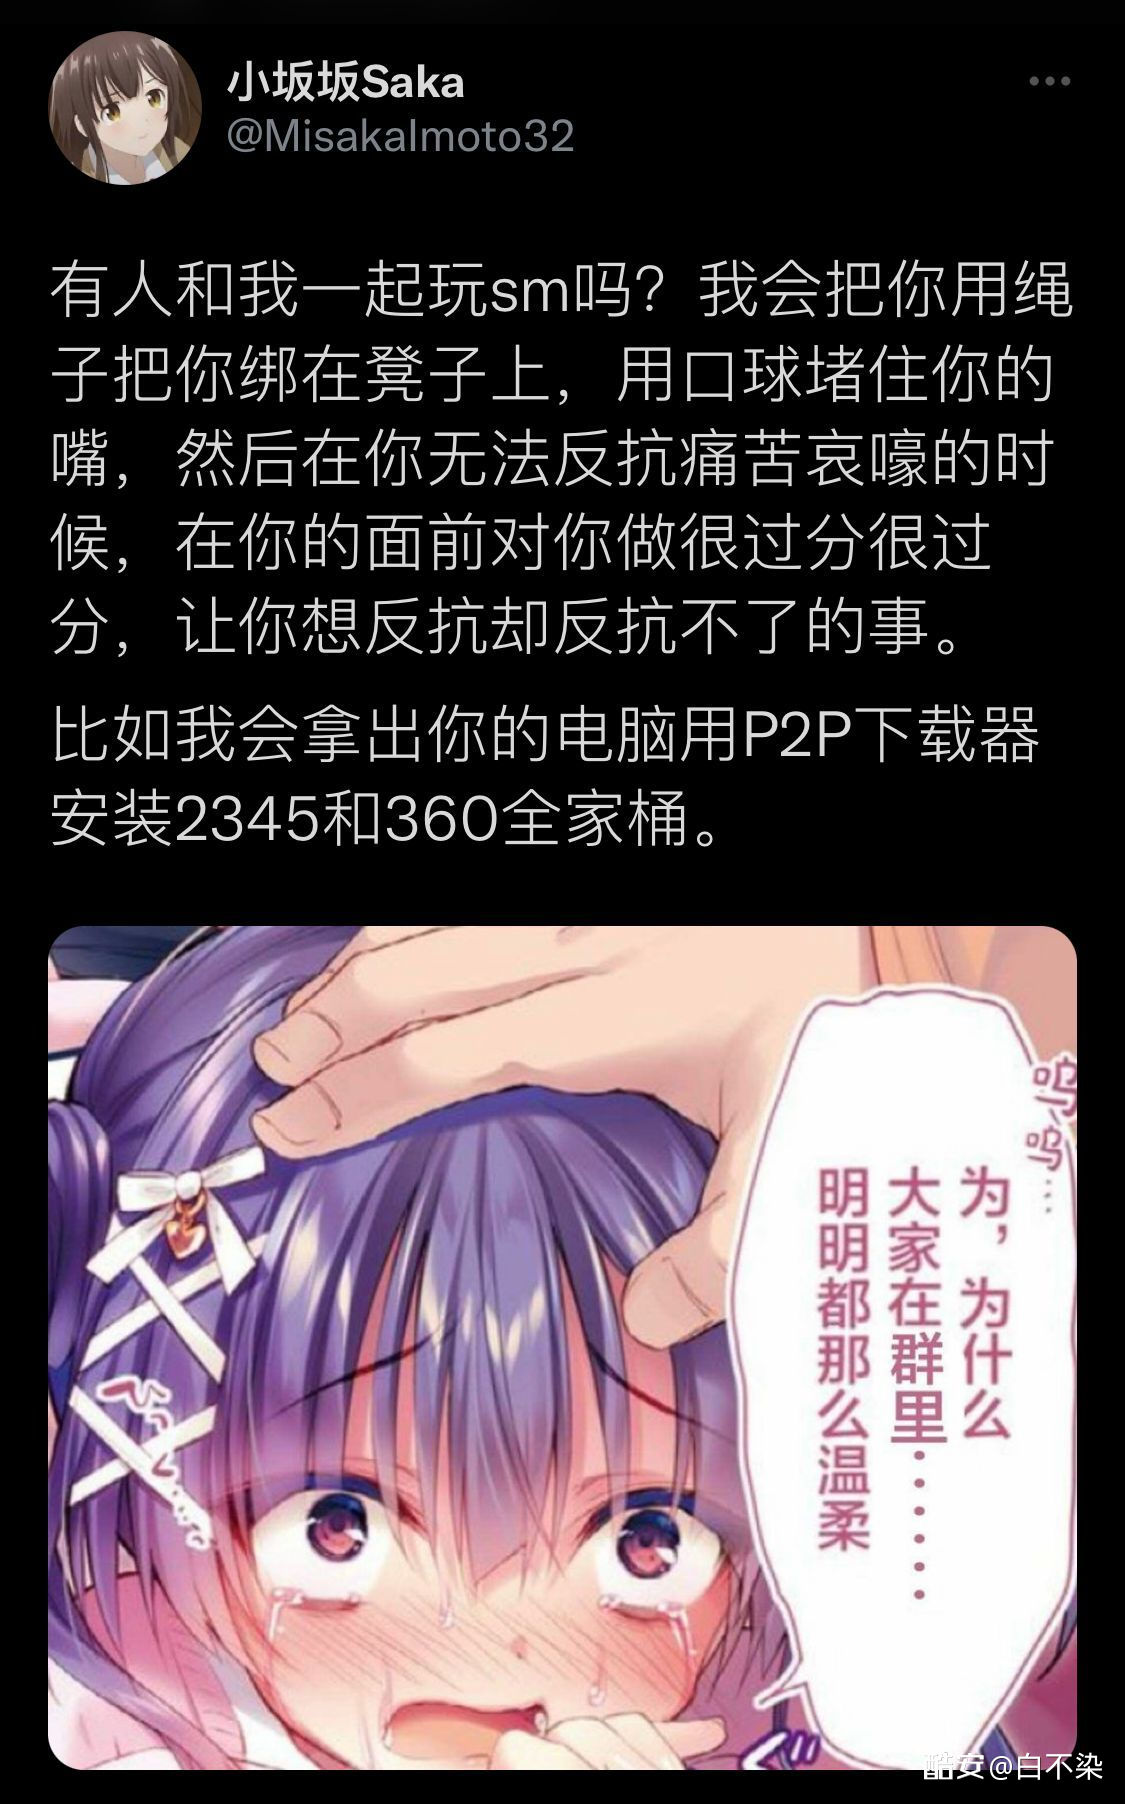 小坂坂Saka
@MisakaImoto32
有人和我一起玩sm吗？我会把你用绳
子把你绑在凳子上，用口球堵住你的
嘴，然后在你无法反抗痛苦哀嚎的时
候，在你的面前对你做很过分很过
分，让你想反抗却反抗不了的事。
比如我会拿出你的电脑用P2P下载器
安装2345和360全家桶。
呜
呜…
为，为什么
大家在群里………
明明都那么温柔
酷安@白不染